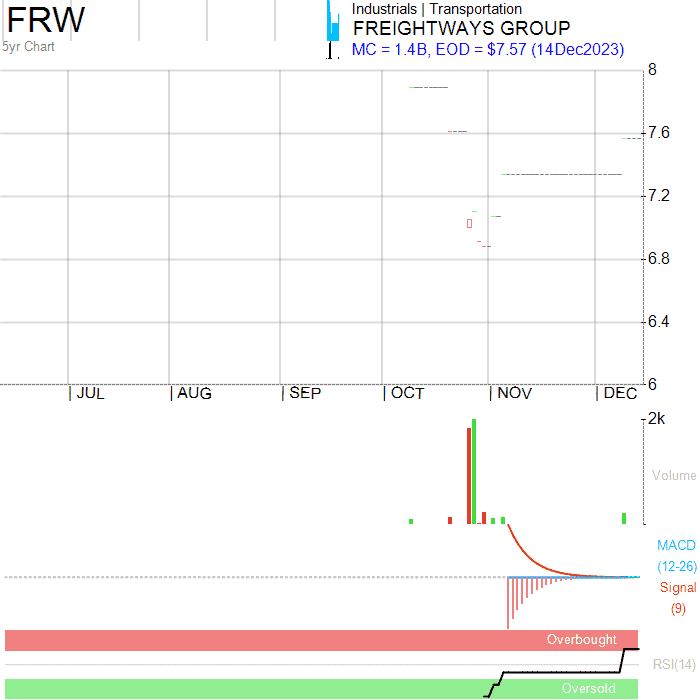 FRW
5yr Chart
Industrials | Transportation
FREIGHTWAYS GROUP
MC = 1.4B, EOD = $7.57 (14Dec2023)
8
7.6
7.2
6.8
6.4
6
JUL AUG SEP OCT NOV DEC
2k
Volume
MACD
(12-26)
Signal
(9)
Overbought
RSI(14)
Oversold